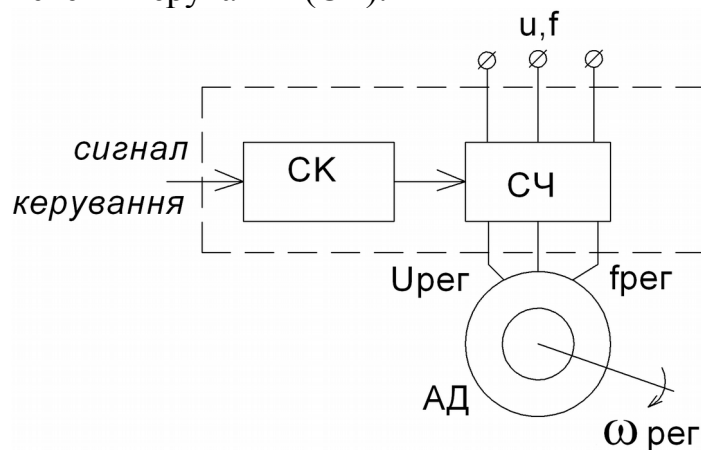 u,f
сигнал
керування
СК
СЧ
Uрег
fрег
АД
ω рег